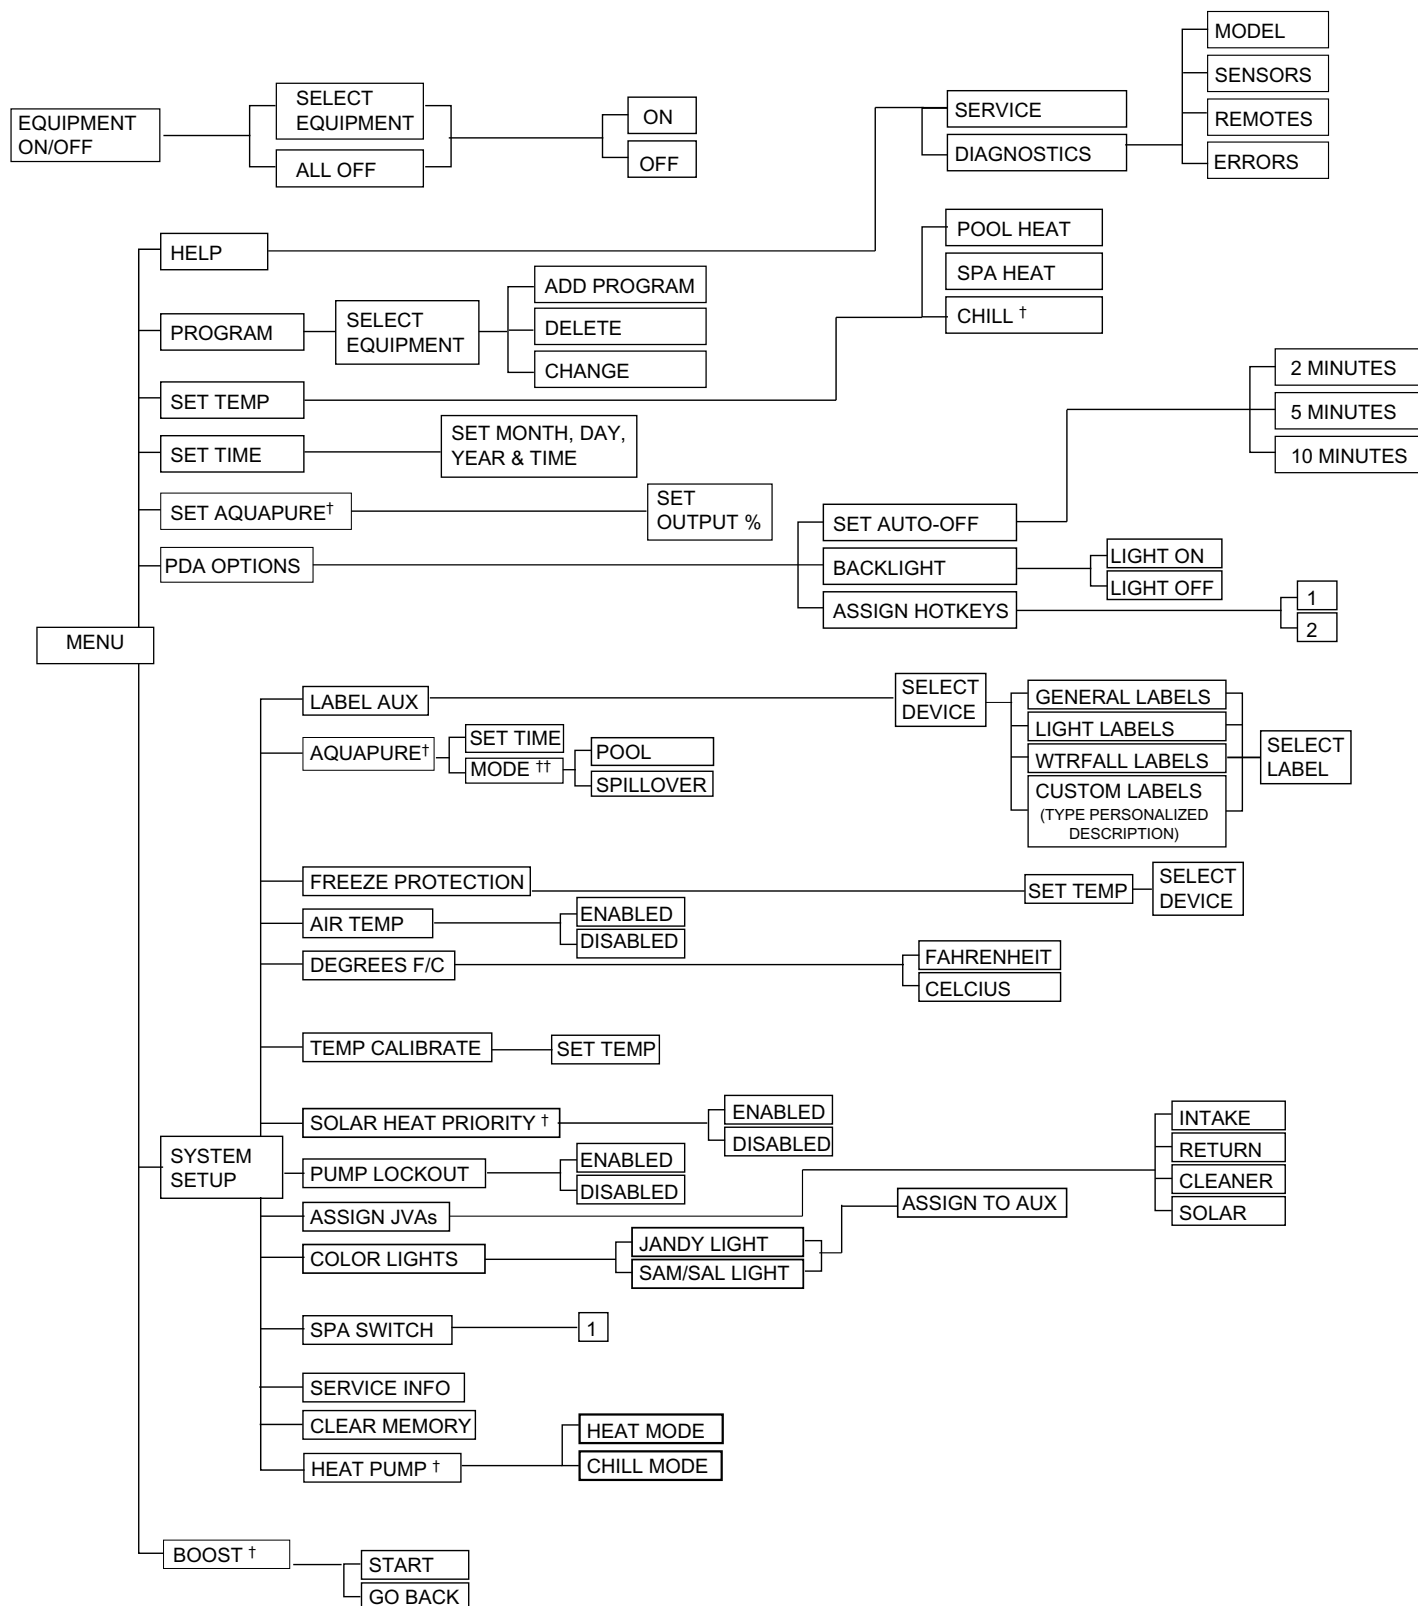 EQUIPMENT
ON/OFF
SELECT
EQUIPMENT
ALL OFF
ON
OFF
SERVICE
DIAGNOSTICS
MODEL
SENSORS
REMOTES
ERRORS
MENU
HELP
PROGRAM
SELECT
EQUIPMENT
ADD PROGRAM
DELETE
CHANGE
SET TEMP
POOL HEAT
SPA HEAT
CHILL †
SET TIME
SET MONTH, DAY,
YEAR & TIME
SET AQUAPURE†
SET
OUTPUT %
PDA OPTIONS
SET AUTO-OFF
2 MINUTES
5 MINUTES
10 MINUTES
BACKLIGHT
LIGHT ON
LIGHT OFF
ASSIGN HOTKEYS
1
2
SYSTEM
SETUP
LABEL AUX
SELECT
DEVICE
GENERAL LABELS
LIGHT LABELS
WTRFALL LABELS
CUSTOM LABELS
(TYPE PERSONALIZED
DESCRIPTION)
SELECT
LABEL
AQUAPURE†
SET TIME
MODE ††
POOL
SPILLOVER
FREEZE PROTECTION
SET TEMP
SELECT
DEVICE
AIR TEMP
ENABLED
DISABLED
DEGREES F/C
FAHRENHEIT
CELCIUS
TEMP CALIBRATE
SET TEMP
SOLAR HEAT PRIORITY †
ENABLED
DISABLED
PUMP LOCKOUT
ENABLED
DISABLED
ASSIGN JVAs
INTAKE
RETURN
CLEANER
SOLAR
COLOR LIGHTS
JANDY LIGHT
SAM/SAL LIGHT
ASSIGN TO AUX
SPA SWITCH
1
SERVICE INFO
CLEAR MEMORY
HEAT PUMP †
HEAT MODE
CHILL MODE
BOOST †
START
GO BACK